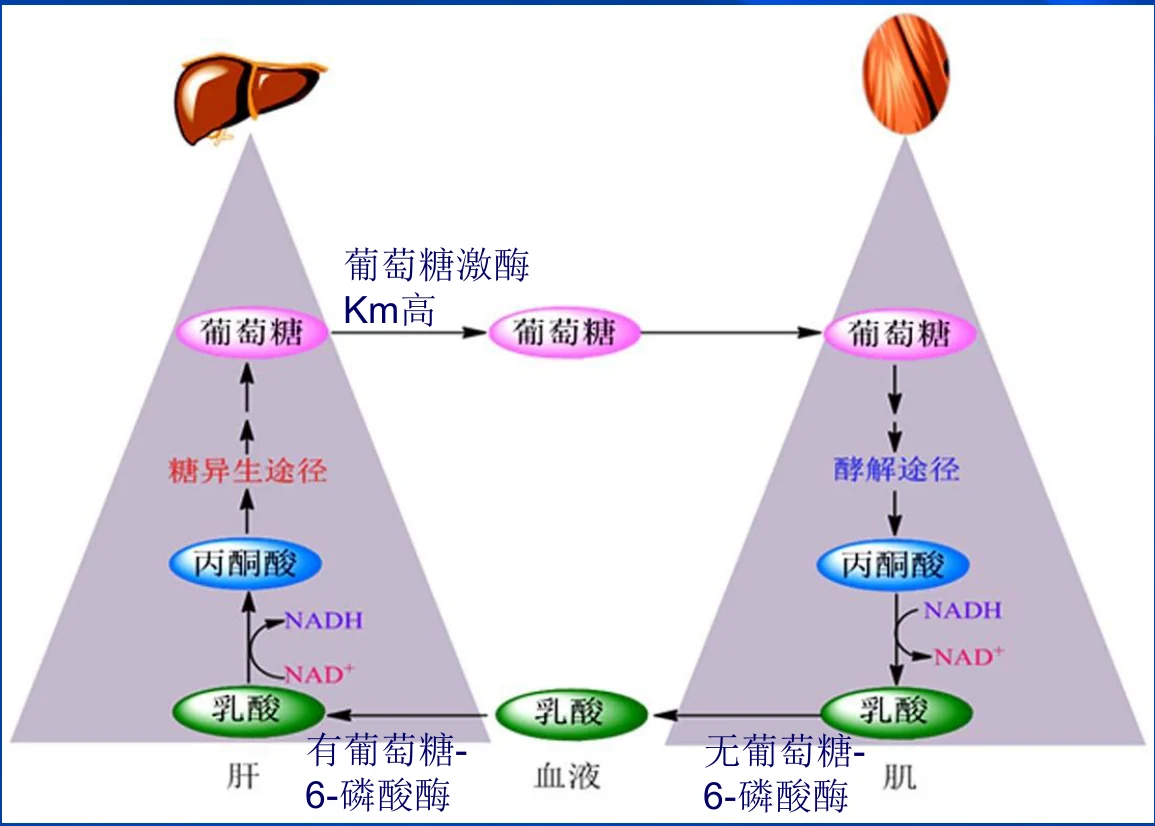 葡萄糖激酶
Km高
葡萄糖
葡萄糖
葡萄糖
糖异生途径
酵解途径
丙酮酸
丙酮酸
NADH
NAD⁺
NADH
NAD⁺
乳酸
乳酸
乳酸
有葡萄糖-
6-磷酸酶
无葡萄糖-
6-磷酸酶
肝
血液
肌